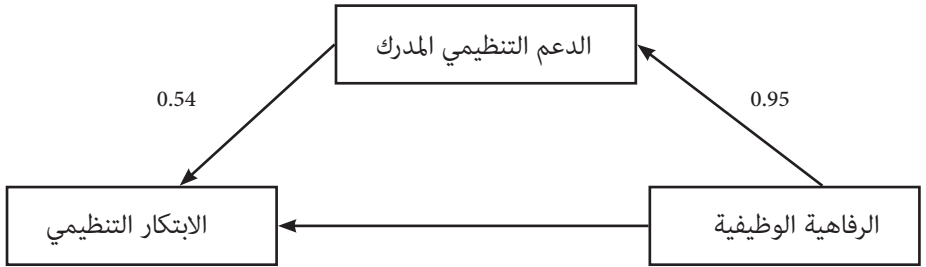 الدعم التنظيمي المدرك
0.95
0.54
الرفاهية الوظيفية
الابتكار التنظيمي